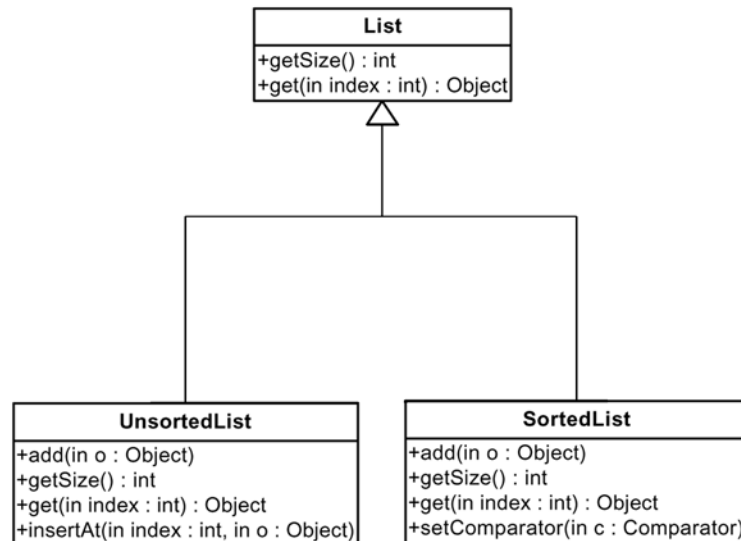 List
+getSize() : int
+get(in index : int) : Object
UnsortedList
+add(in o : Object)
+getSize() : int
+get(in index : int) : Object
+insertAt(in index : int, in o : Object)
SortedList
+add(in o : Object)
+getSize() : int
+get(in index : int) : Object
+setComparator(in c : Comparator)